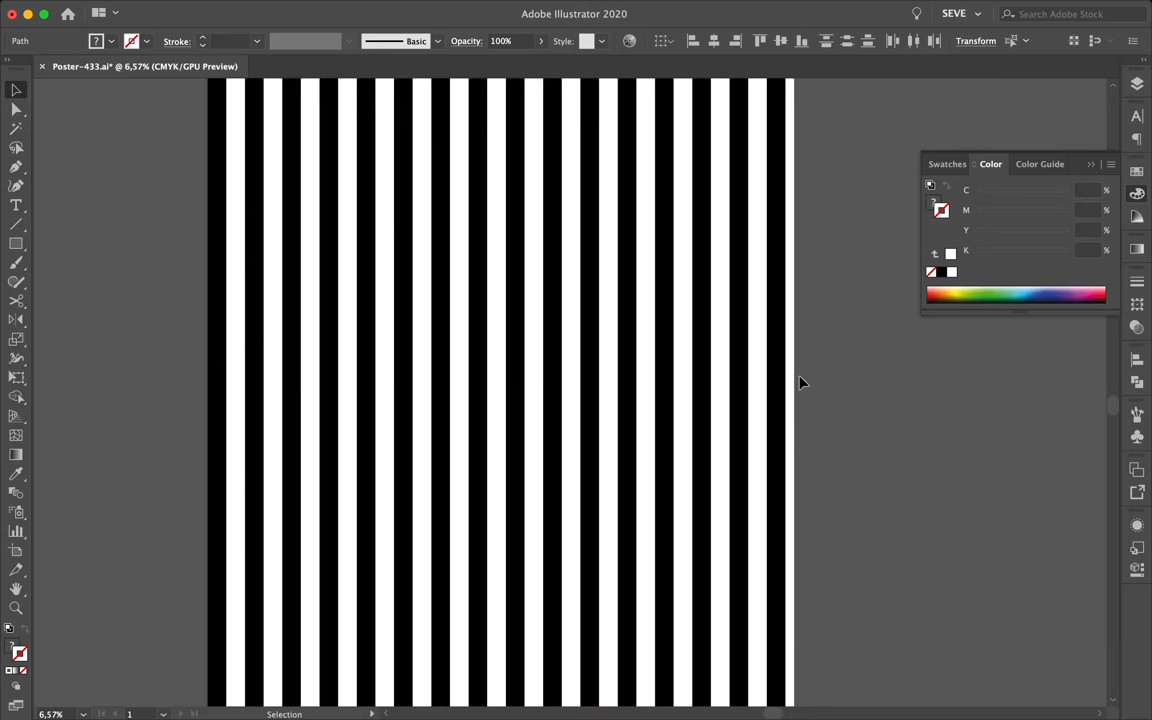 Adobe Illustrator 2020
SEVE
Search Adobe Stock
Path
Stroke:
Basic
Opacity:
100%
Style:
Transform
Poster-433.ai* @ 6,57% (CMYK/GPU Preview)
Swatches
Color
Color Guide
C
%
M
%
Y
%
K
%
6,57%
1
Selection